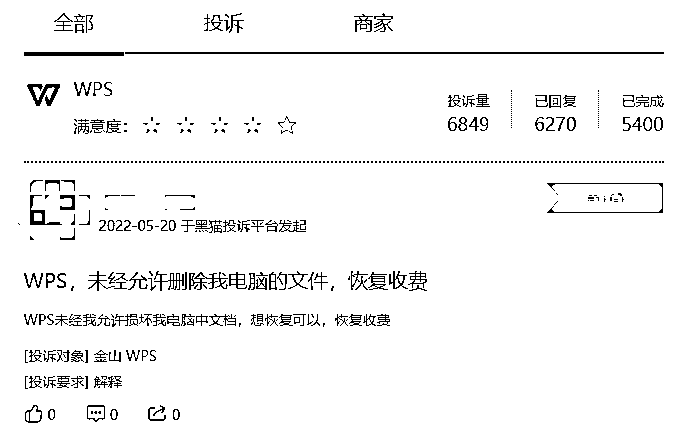 全部 投诉 商家
WPS
满意度：
投诉量 已回复 已完成
6849 6270 5400
2022-05-20 于黑猫投诉平台发起
WPS，未经允许删除我电脑的文件，恢复收费
WPS未经我允许损坏我电脑中文档，想恢复可以，恢复收费
[投诉对象] 金山 WPS
[投诉要求] 解释
0 0 0